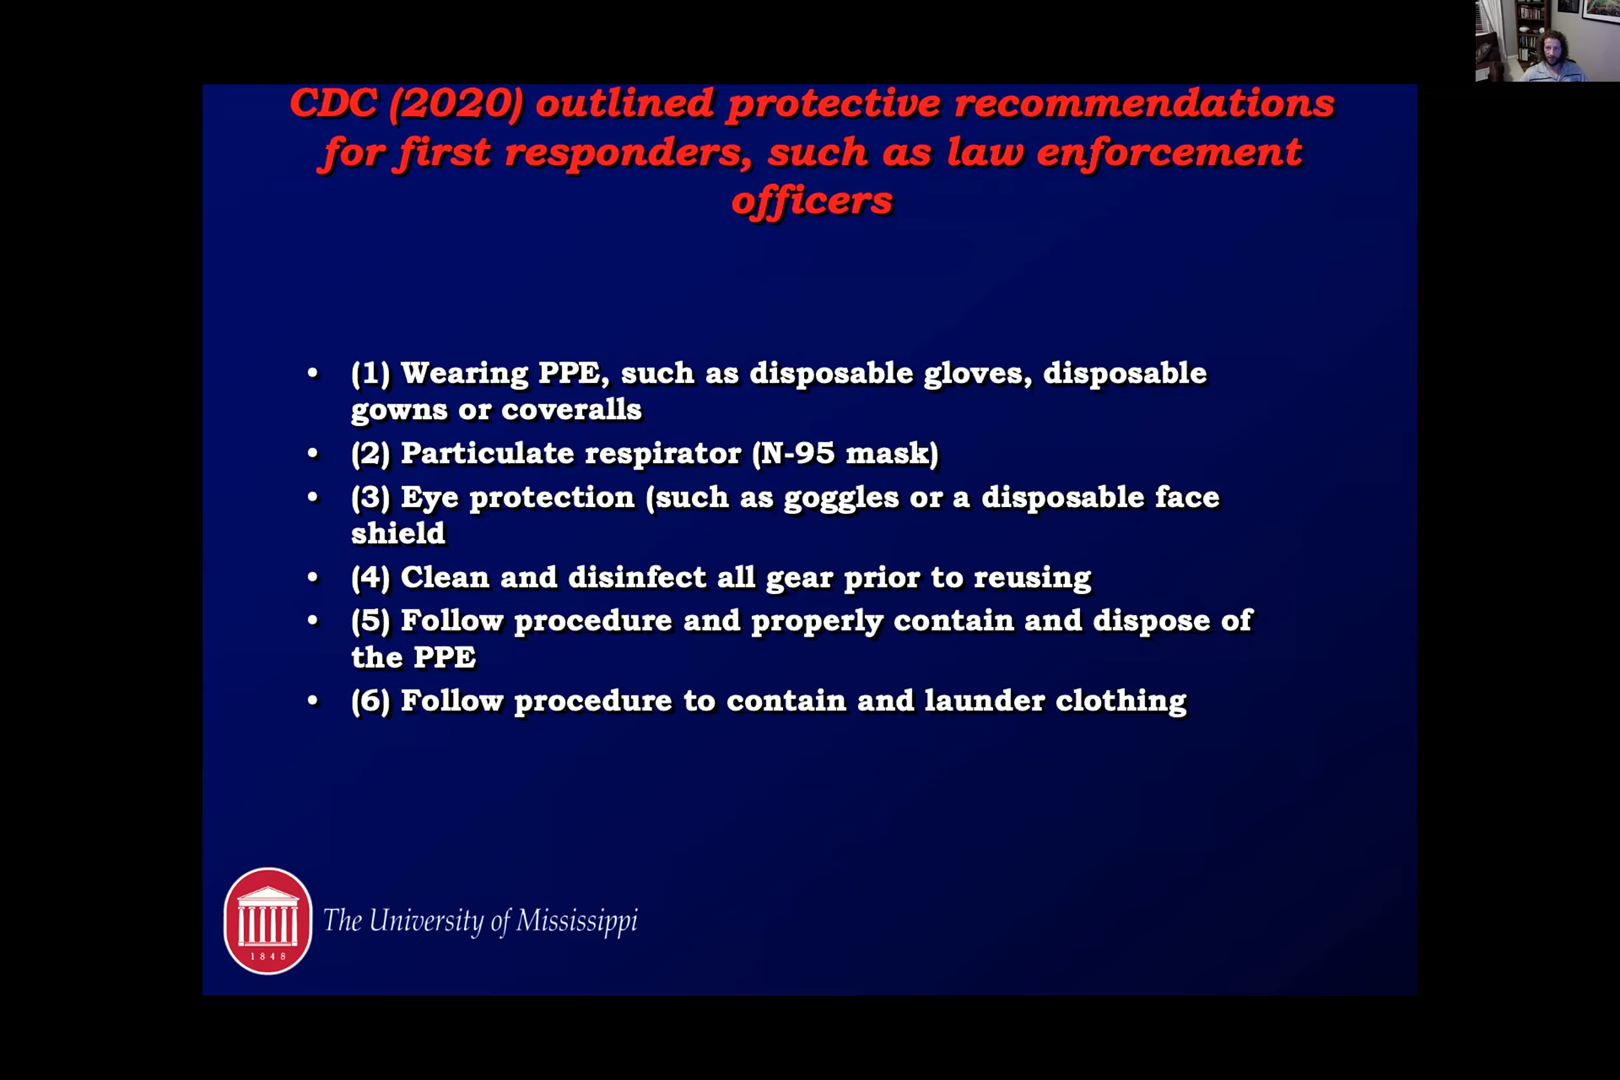 CDC (2020) outlined protective recommendations
for first responders, such as law enforcement
officers
• (1) Wearing PPE, such as disposable gloves, disposable
gowns or coveralls
• (2) Particulate respirator (N-95 mask)
• (3) Eye protection (such as goggles or a disposable face
shield
• (4) Clean and disinfect all gear prior to reusing
• (5) Follow procedure and properly contain and dispose of
the PPE
• (6) Follow procedure to contain and launder clothing
The University of Mississippi
1848